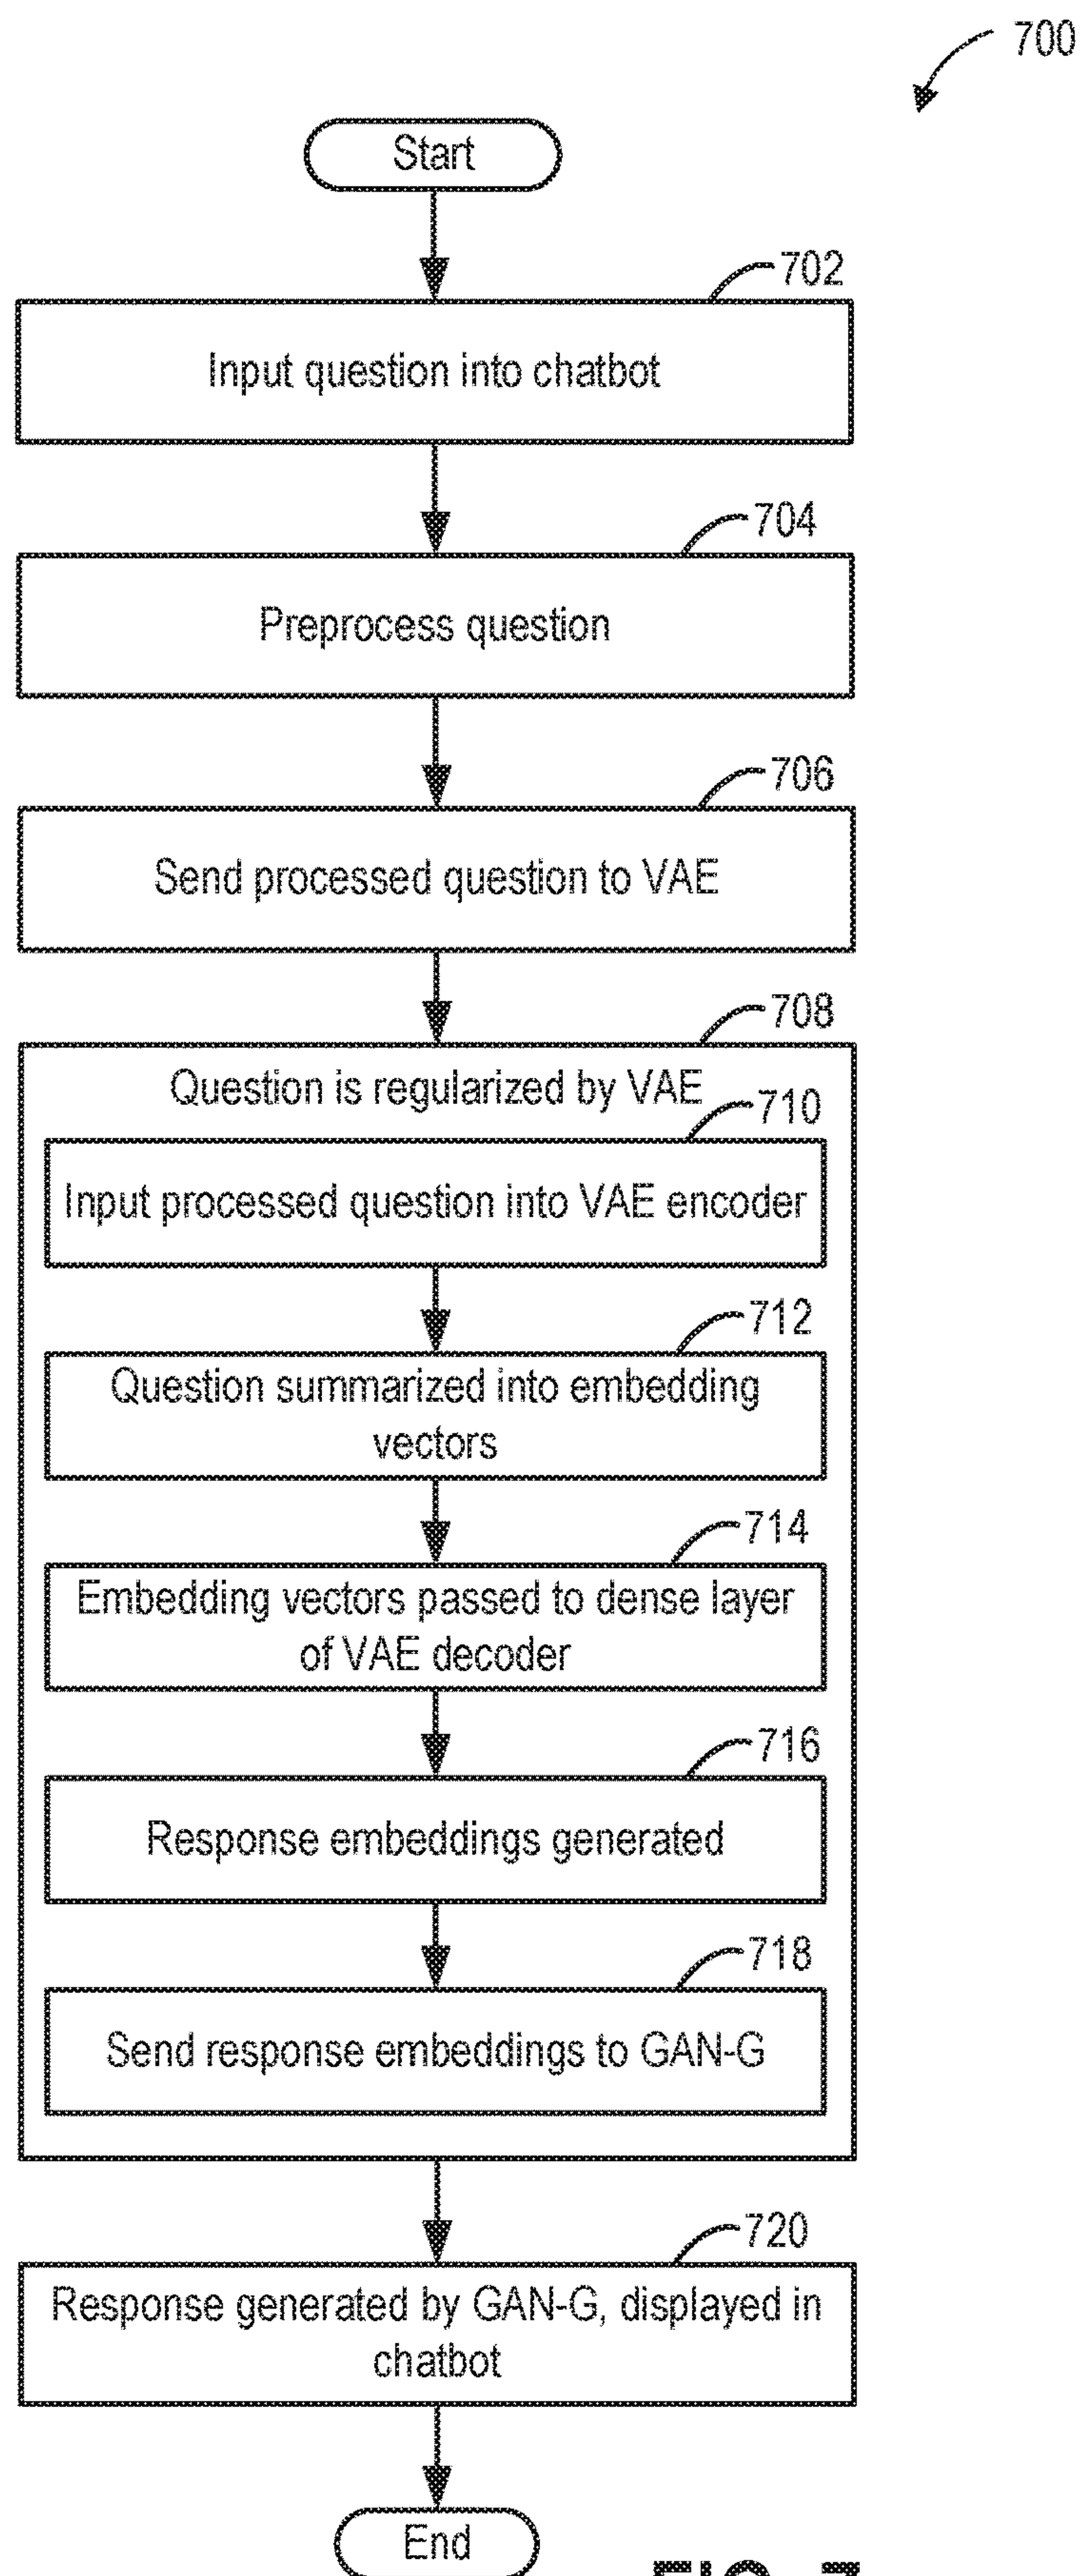 700
Start
702
Input question into chatbot
704
Preprocess question
706
Send processed question to VAE
708
Question is regularized by VAE
710
Input processed question into VAE encoder
712
Question summarized into embedding
vectors
714
Embedding vectors passed to dense layer
of VAE decoder
716
Response embeddings generated
718
Send response embeddings to GAN-G
720
Response generated by GAN-G, displayed in
chatbot
End
FIG. 7